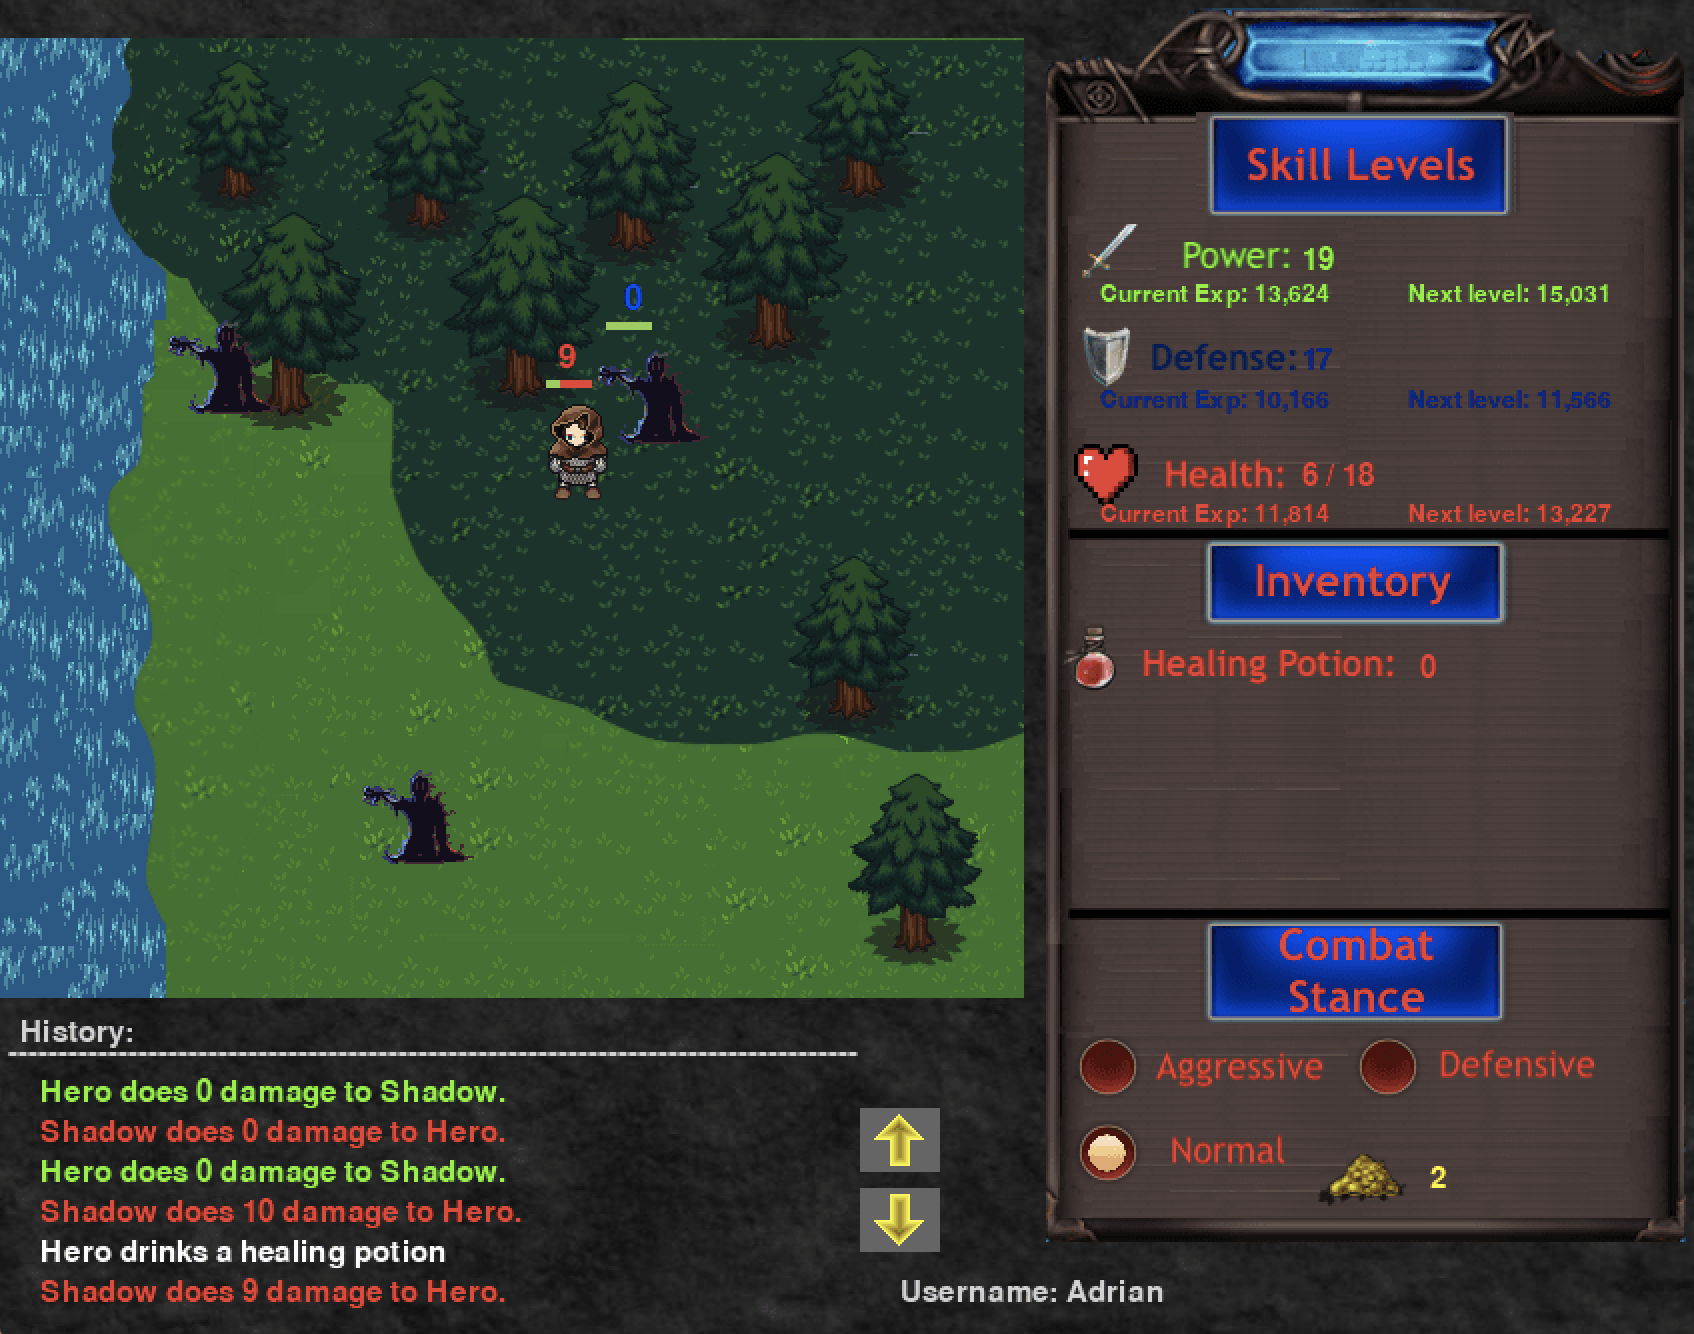 Skill Levels
Power: 19
Current Exp: 13,624 Next level: 15,031
0
9
Defense: 17
Current Exp: 10,166 Next level: 11,566
Health: 6 / 18
Current Exp: 11,814 Next level: 13,227
Inventory
Healing Potion: 0
Combat
Stance
Aggressive Defensive
Normal
2
History:
Hero does 0 damage to Shadow.
Shadow does 0 damage to Hero.
Hero does 0 damage to Shadow.
Shadow does 10 damage to Hero.
Hero drinks a healing potion
Shadow does 9 damage to Hero.
Username: Adrian